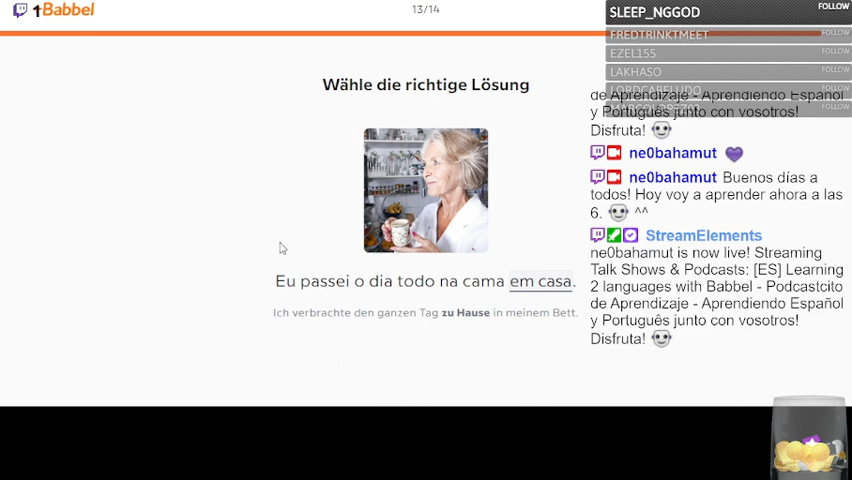 Babbel
13/14
Wähle die richtige Lösung
Eu passei o dia todo na cama em casa.
Ich verbrachte den ganzen Tag zu Hause in meinem Bett.
SLEEP_NGGOD FOLLOW
FREDTRINKTMEET FOLLOW
EZEL155 FOLLOW
LAKHASO FOLLOW
LORDCABELUDO FOLLOW
FOLLOW
de Aprendizaje - Aprendiendo Español
y Português junto con vosotros!
Disfruta!
ne0bahamut
ne0bahamut Buenos días a
todos! Hoy voy a aprender ahora a las
6. ^^
StreamElements
ne0bahamut is now live! Streaming
Talk Shows & Podcasts: [ES] Learning
2 languages with Babbel - Podcastcito
de Aprendizaje - Aprendiendo Español
y Português junto con vosotros!
Disfruta!